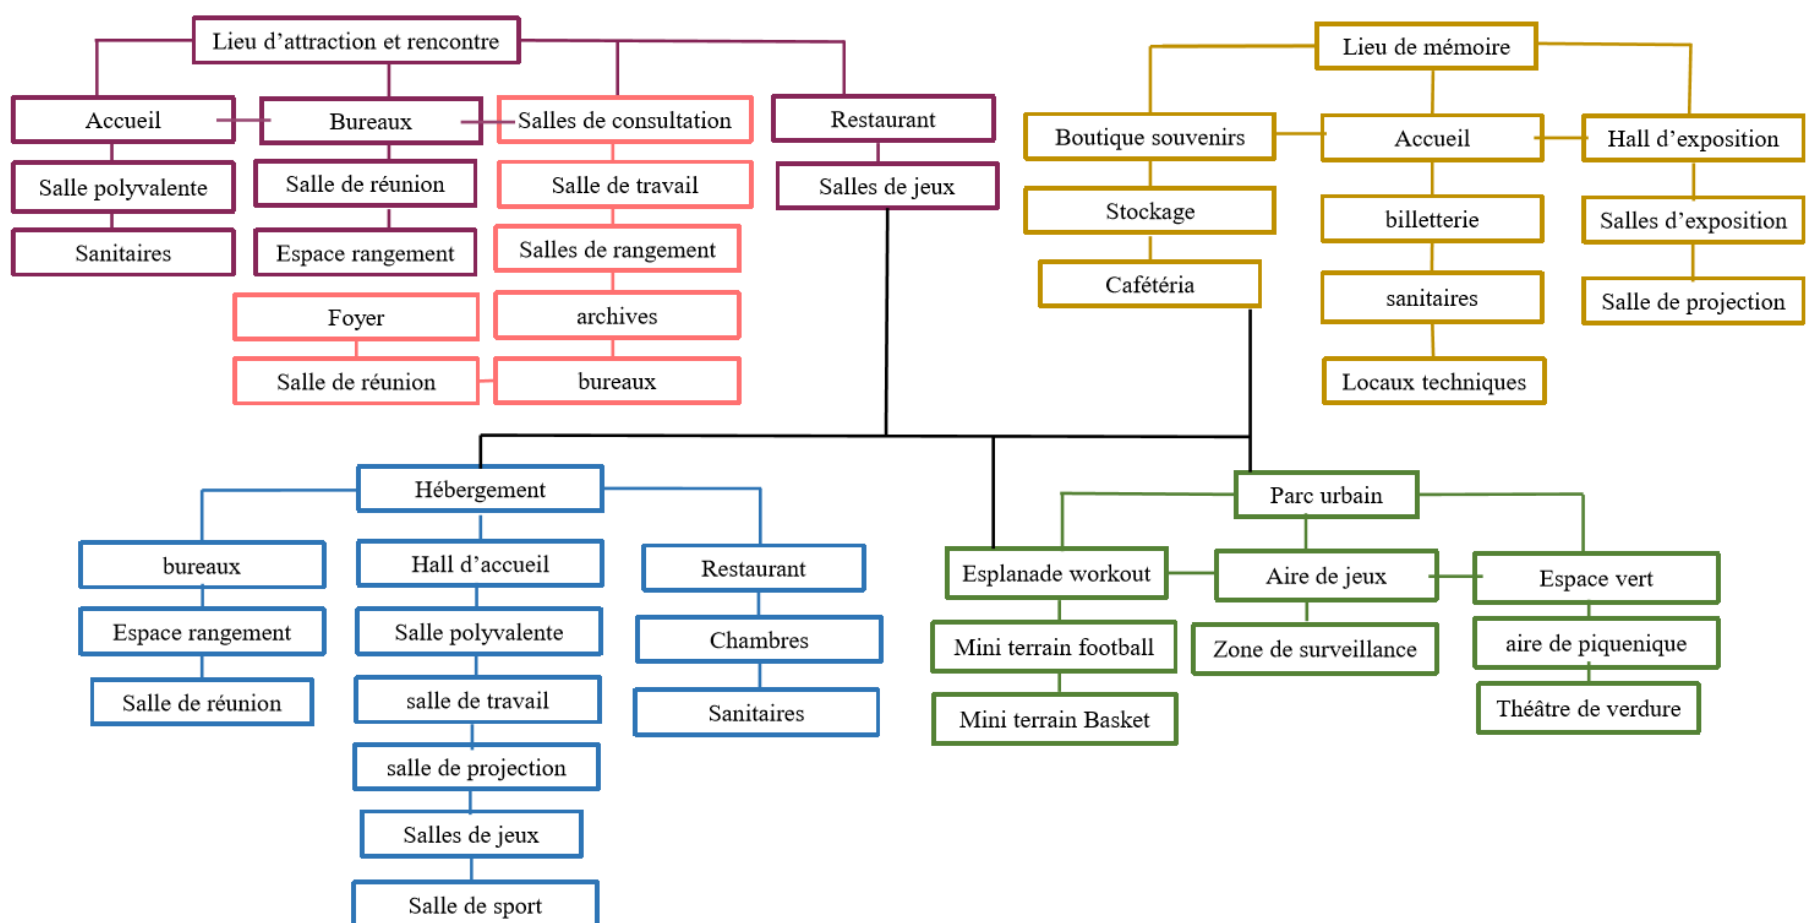 Lieu d’attraction et rencontre
Accueil
Bureaux
Salles de consultation
Restaurant
Salle polyvalente
Salle de réunion
Salle de travail
Salles de jeux
Sanitaires
Espace rangement
Salles de rangement
Foyer
archives
Salle de réunion
bureaux
Lieu de mémoire
Boutique souvenirs
Accueil
Hall d’exposition
Stockage
billetterie
Salles d’exposition
Cafétéria
sanitaires
Salle de projection
Locaux techniques
Hébergement
bureaux
Hall d’accueil
Restaurant
Espace rangement
Salle polyvalente
Chambres
Salle de réunion
salle de travail
Sanitaires
salle de projection
Salles de jeux
Salle de sport
Parc urbain
Esplanade workout
Aire de jeux
Espace vert
Mini terrain football
Zone de surveillance
aire de piquenique
Mini terrain Basket
Théâtre de verdure